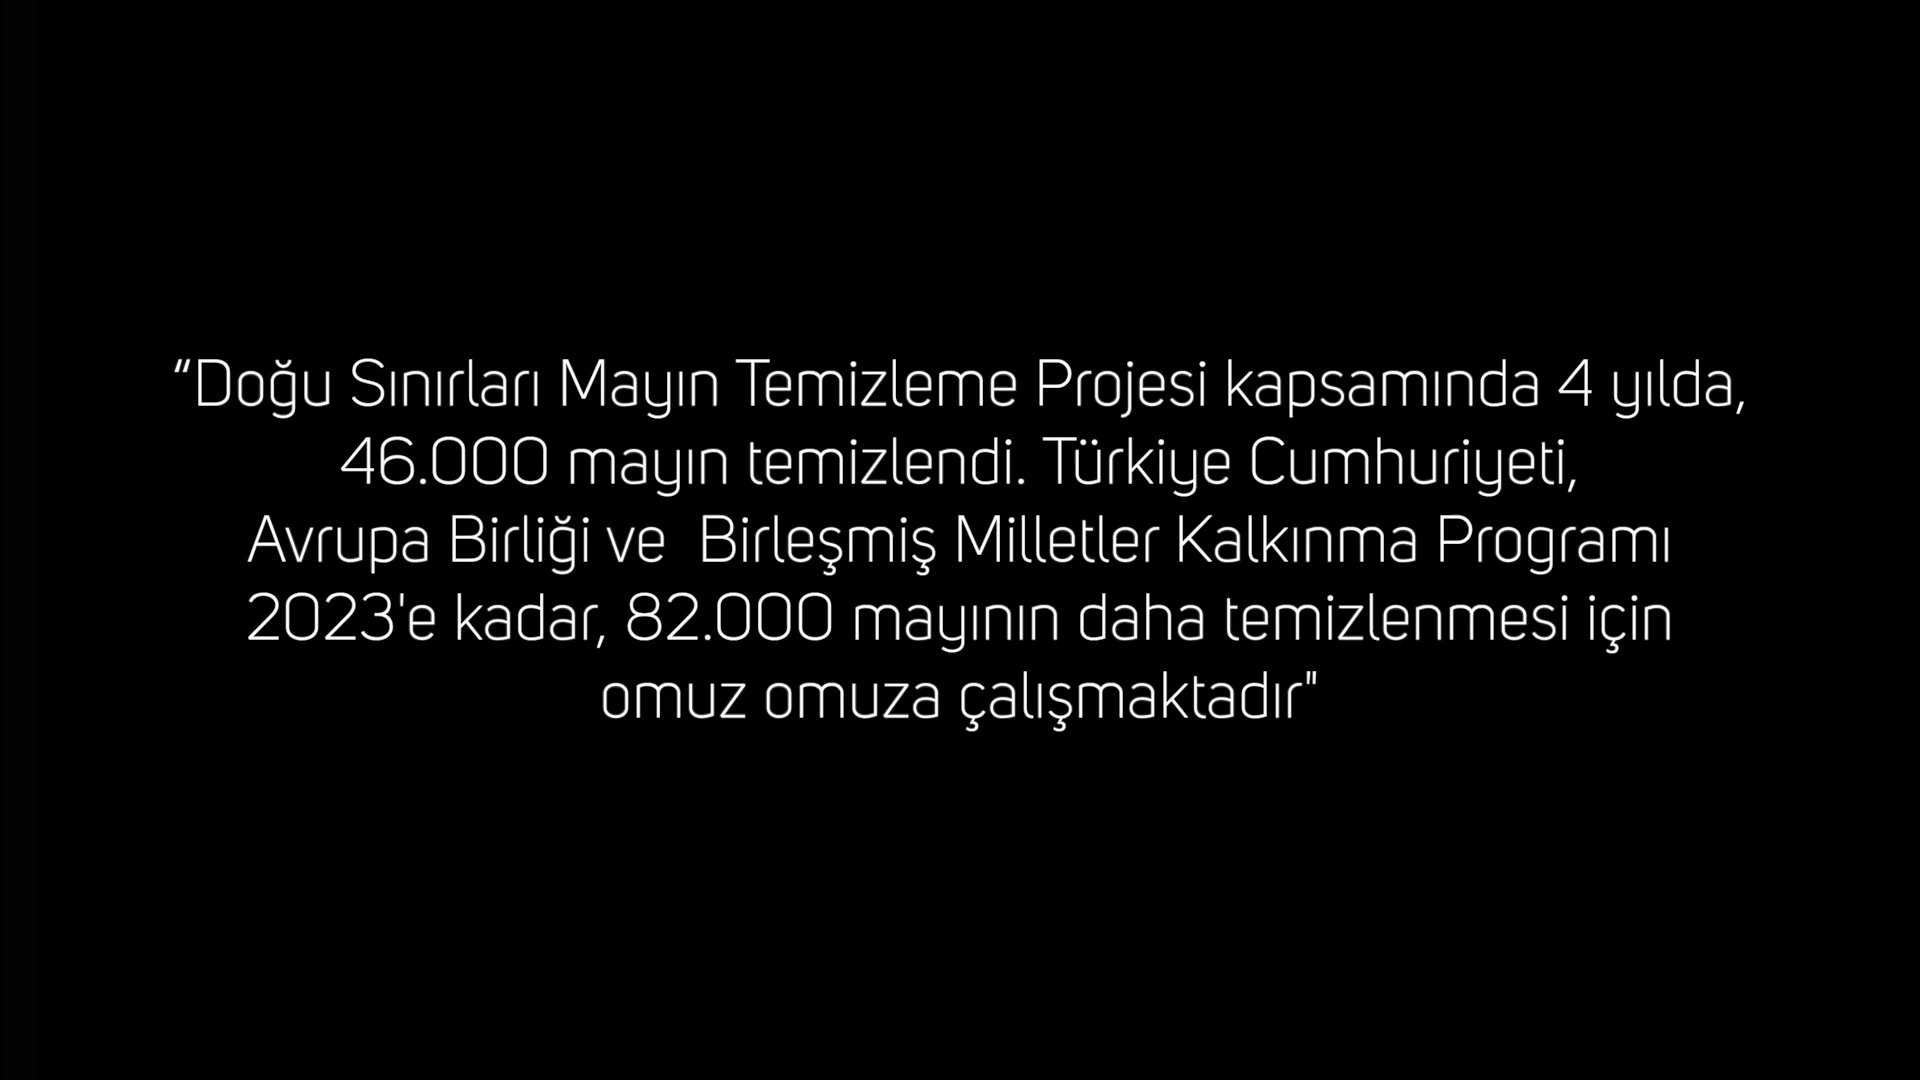 “Doğu Sınırları Mayın Temizleme Projesi kapsamında 4 yılda,
46.000 mayın temizlendi. Türkiye Cumhuriyeti,
Avrupa Birliği ve  Birleşmiş Milletler Kalkınma Programı
2023'e kadar, 82.000 mayının daha temizlenmesi için
omuz omuza çalışmaktadır"